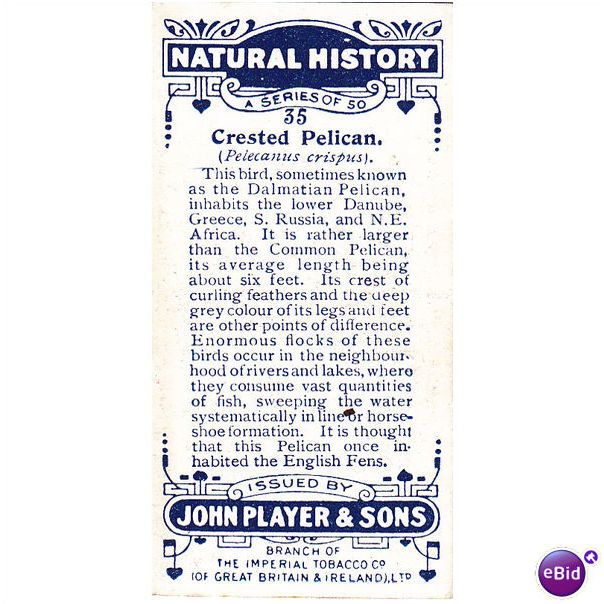 NATURAL HISTORY
A SERIES OF 50
35
Crested Pelican.
(Pelecanus crispus).
This bird, sometimes known
as the Dalmatian Pelican,
inhabits the lower Danube,
Greece, S. Russia, and N.E.
Africa. It is rather larger
than the Common Pelican,
its average length being
about six feet. Its crest of
curling feathers and the deep
grey colour of its legs and feet
are other points of difference.
Enormous flocks of these
birds occur in the neighbour-
hood of rivers and lakes, where
they consume vast quantities
of fish, sweeping the water
systematically in line or horse-
shoe formation. It is thought
that this Pelican once in-
habited the English Fens.
ISSUED BY
JOHN PLAYER & SONS
BRANCH OF
THE IMPERIAL TOBACCO CO
(OF GREAT BRITAIN & IRELAND), LTD
eBid